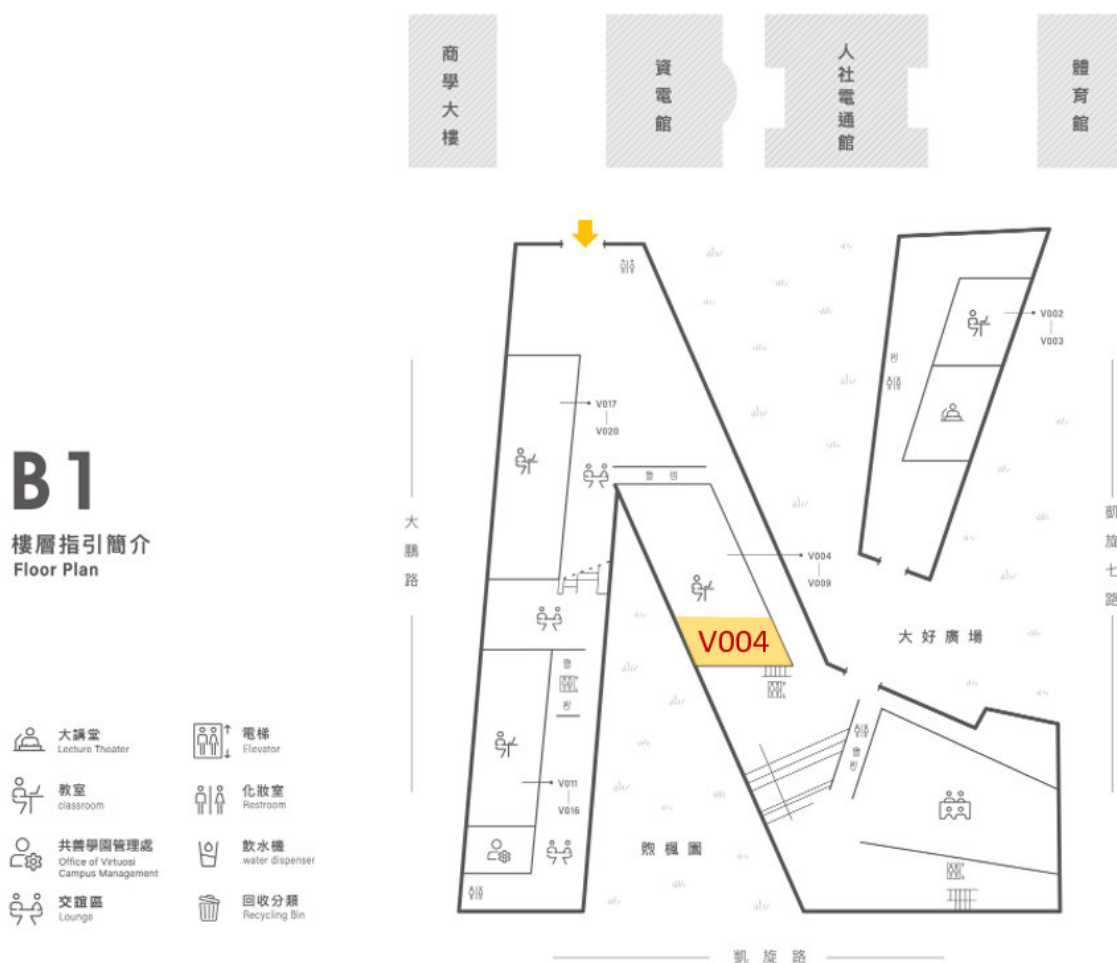 商學大樓
資電館
人社電通館
體育館
V002
V003
V017
V020
B1
樓層指引簡介
Floor Plan
大鵬路
凱旋七路
V004
V009
大好廣場
V004
大講堂
Lecture Theater
電梯
Elevator
教室
classroom
化妝室
Restroom
V011
V016
共善學園管理處
Office of Virtuosi
Campus Management
飲水機
water dispenser
煦楓園
交誼區
Lounge
回收分類
Recycling Bin
凱旋路